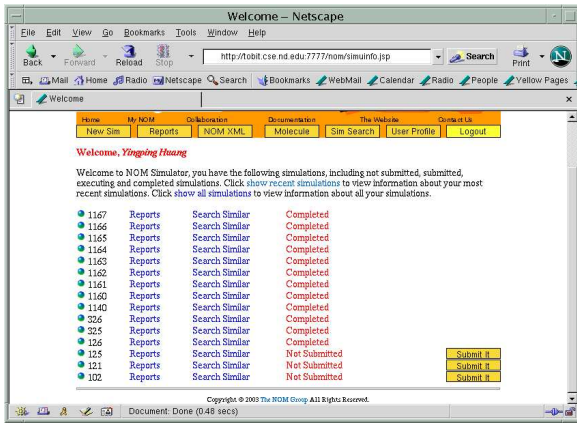 Welcome – Netscape
File Edit View Go Bookmarks Tools Window Help
Back Forward Reload Stop http://tobit.cse.nd.edu:7777/nom/simuinfo.jsp Search Print N
Mail Home Radio Netscape Search Bookmarks WebMail Calendar Radio People Yellow Pages
Welcome
Home My NOM Collaboration Documentation The Website Contact Us
New Sim Reports NOM XML Molecule Sim Search User Profile Logout
Welcome, Yingping Huang
Welcome to NOM Simulator, you have the following simulations, including not submitted, submitted,
executing and completed simulations. Click show recent simulations to view information about your most
recent simulations. Click show all simulations to view information about all your simulations.
1167 Reports Search Similar Completed
1166 Reports Search Similar Completed
1165 Reports Search Similar Completed
1164 Reports Search Similar Completed
1163 Reports Search Similar Completed
1162 Reports Search Similar Completed
1161 Reports Search Similar Completed
1160 Reports Search Similar Completed
1140 Reports Search Similar Completed
326 Reports Search Similar Completed
325 Reports Search Similar Completed
126 Reports Search Similar Completed
125 Reports Search Similar Not Submitted Submit It
121 Reports Search Similar Not Submitted Submit It
102 Reports Search Similar Not Submitted Submit It
Copyright © 2003 The NOM Group All Rights Reserved.
Document: Done (0.48 secs)